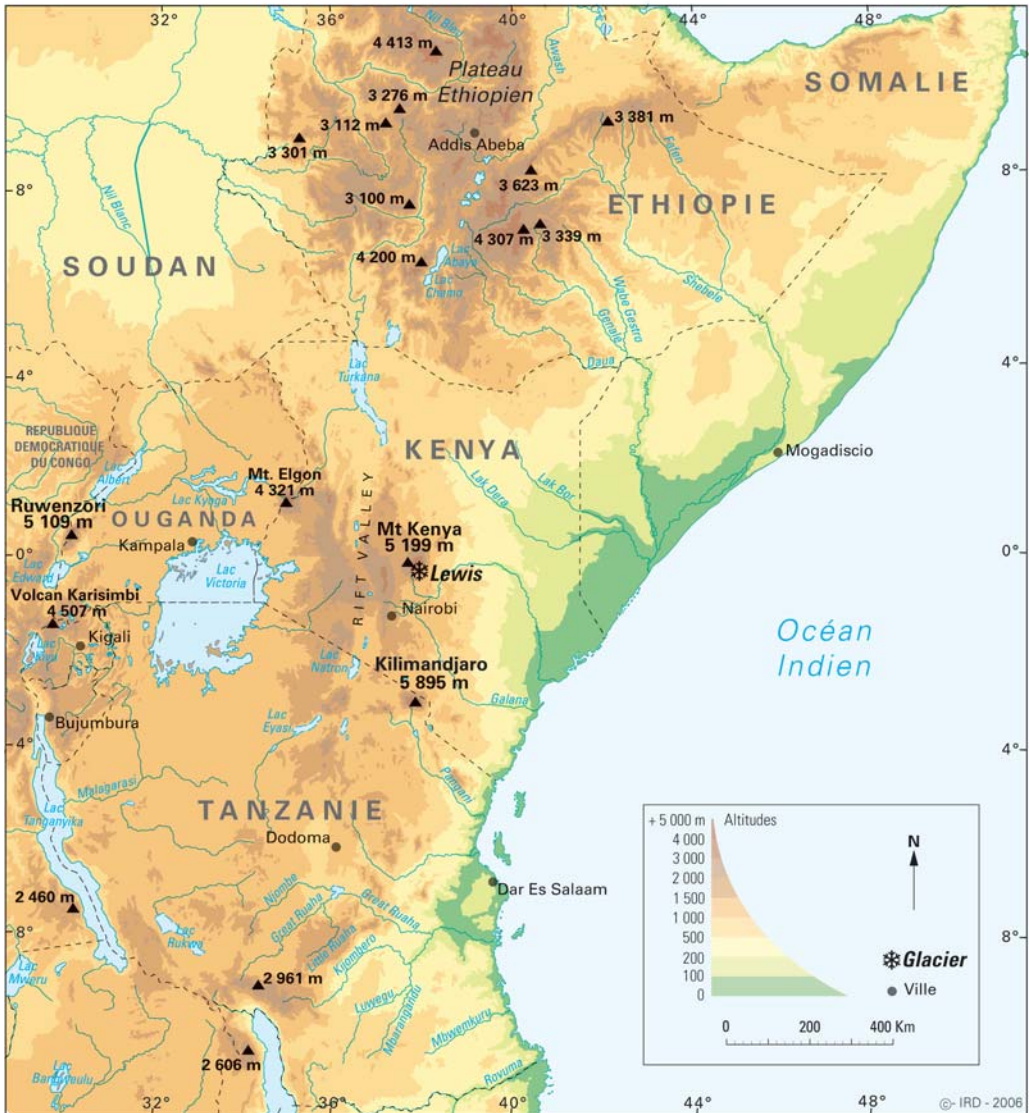 36° 40° 44°
Nil Bleu
4 413 m
Awash
Plateau
Ethiopien
SOMALIE
3 276 m
3 112 m
3 381 m
3 301 m
Addis Abeba
Fafen
8°
3 623 m
3 100 m
ETHIOPIE
Nil Blanc
4 307 m
3 339 m
SOUDAN
4 200 m
Lac
Abaya
Lac
Chamo
Shebele
Wabe Gestro
Genale
Daua
4° 4°
Lac
Turkana
REPUBLIQUE
DEMOCRATIQUE
DU CONGO
KENYA
Mogadiscio
Lac
Albert
Mt. Elgon
4 321 m
Lac Kyoga
Lak Dera
Lak Bor
Ruwenzori
5 109 m
OUGANDA
RIFT VALLEY
Mt Kenya
5 199 m
Kampala
0° 0°
Lac
Edward
Lac
Victoria
Lewis
Volcan Karisimbi
4 507 m
Nairobi
Kigali
Lac
Kivu
Océan
Indien
Lac
Natron
Kilimandjaro
5 895 m
Galana
Bujumbura
Lac
Eyasi
4° 4°
Malagarasi
Pangani
Lac
Tanganyika
TANZANIE
Dodoma
+ 5 000 m Altitudes
4 000
3 000
2 000
1 500
1 000
500
200
100
0
N
Glacier
Ville
0 200 400 Km
Dar Es Salaam
2 460 m
Njombe
Great Ruaha
Great Ruaha
Little Ruaha
Kilombero
8° 8°
Lac
Rukwa
Lac
Mweru
2 961 m
Luwegu
Mbarangandu
Mbwemkuru
2 606 m
Lac
Bangweulu
Rovuma
32° 36° 40° 44° 48°
©- IRD - 2006